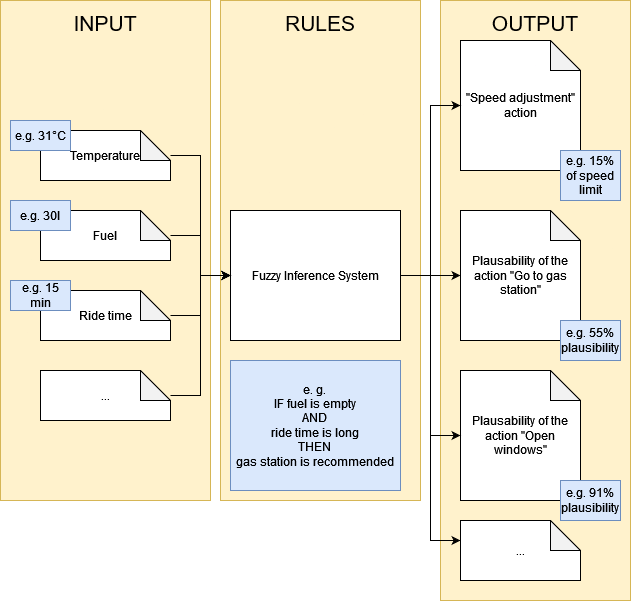 INPUT
e.g. 31°C
Temperature
e.g. 30l
Fuel
e.g. 15
min
Ride time
...
RULES
Fuzzy Inference System
e. g.
IF fuel is empty
AND
ride time is long
THEN
gas station is recommended
OUTPUT
"Speed adjustment"
action
e.g. 15%
of speed
limit
Plausability of the
action "Go to gas
station"
e.g. 55%
plausibility
Plausability of the
action "Open
windows"
e.g. 91%
plausibility
...